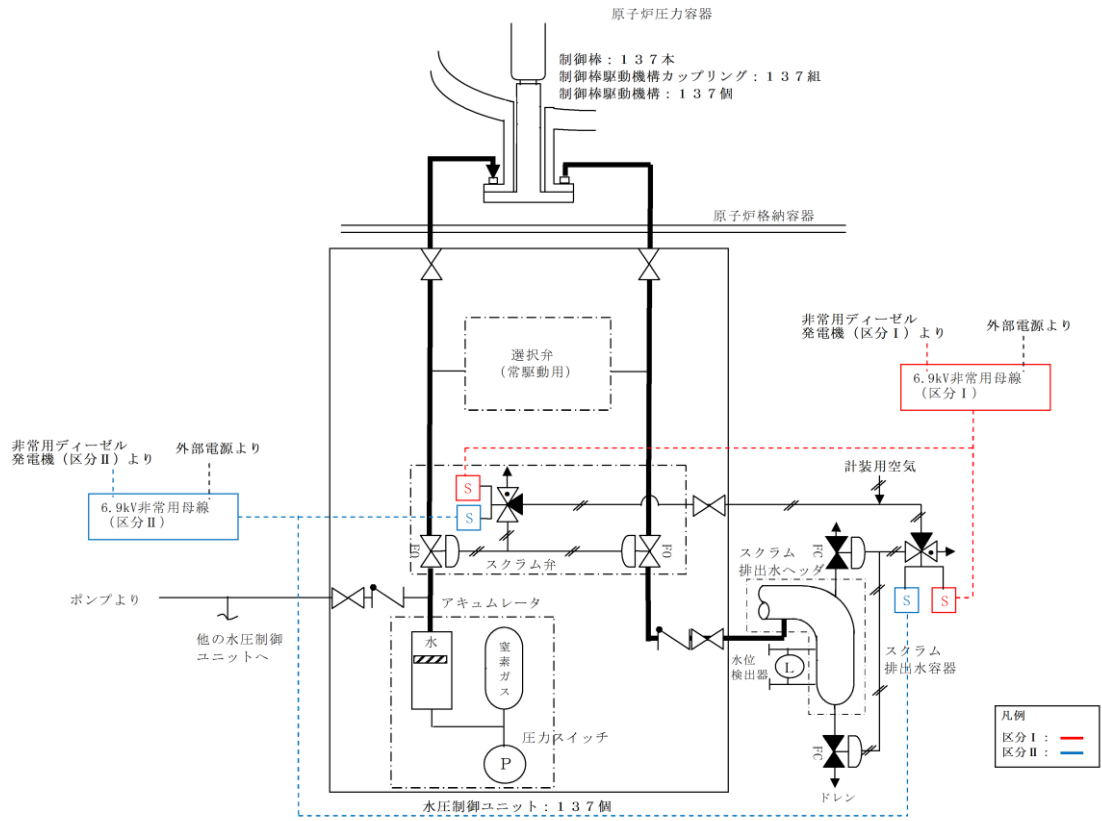 原子炉圧力容器
制御棒：１３７本
制御棒駆動機構カップリング：１３７組
制御棒駆動機構：１３７個
原子炉格納容器
選択弁
（常駆動用）
非常用ディーゼル
発電機（区分Ⅰ）より
外部電源より
6.9kV非常用母線
（区分Ⅰ）
非常用ディーゼル
発電機（区分Ⅱ）より
外部電源より
6.9kV非常用母線
（区分Ⅱ）
S
S
計装用空気
FO
FO
スクラム弁
FC
スクラム
排出水ヘッダ
S
S
ポンプより
他の水圧制御
ユニットへ
アキュムレータ
水
窒素ガス
圧力スイッチ
P
水位
検出器
L
スクラム
排出水容器
FC
ドレン
水圧制御ユニット：１３７個
凡例
区分Ⅰ：
区分Ⅱ：